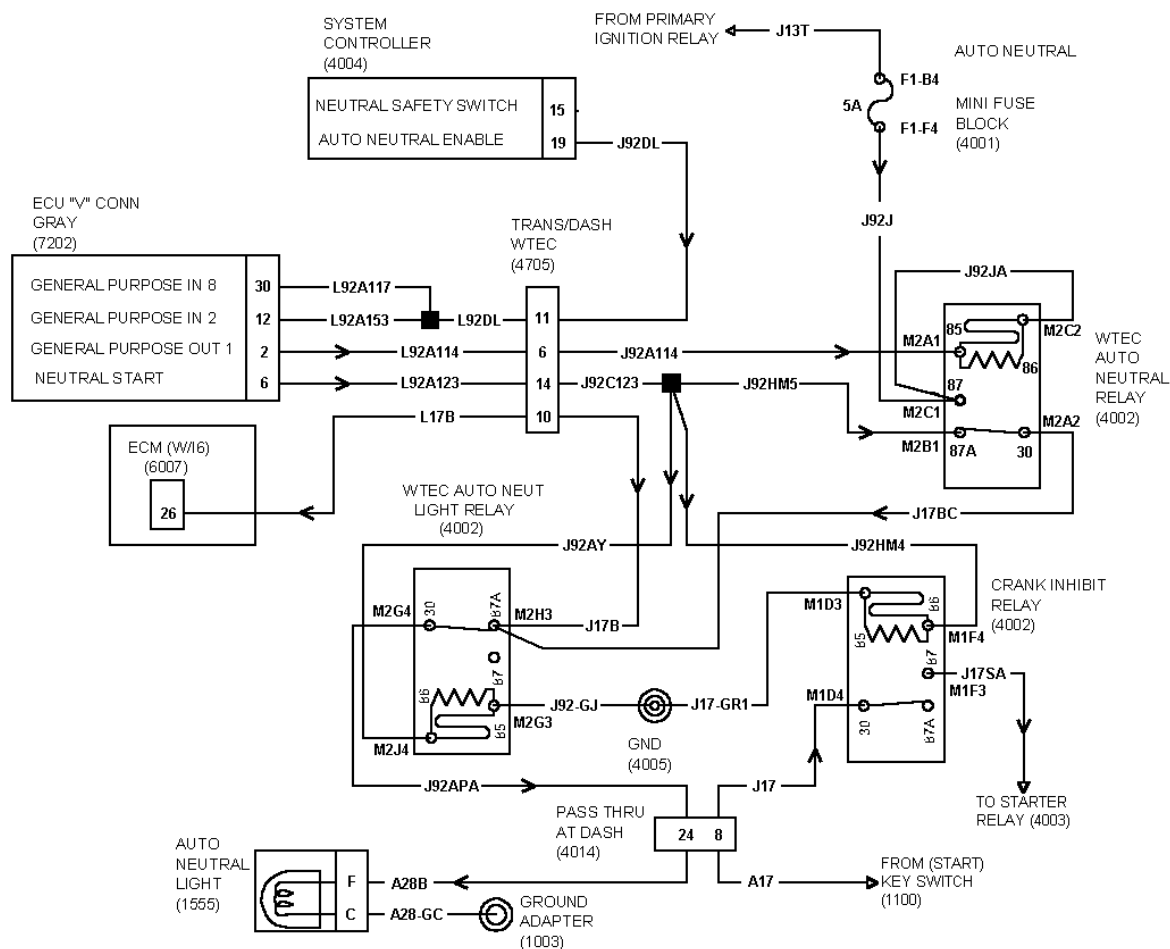 SYSTEM
CONTROLLER
(4004)
NEUTRAL SAFETY SWITCH 15
AUTO NEUTRAL ENABLE 19
J92DL
FROM PRIMARY
IGNITION RELAY
J13T
AUTO NEUTRAL
F1-B4
5A
F1-F4
MINI FUSE
BLOCK
(4001)
J92J
ECU "V" CONN
GRAY
(7202)
GENERAL PURPOSE IN 8 30
GENERAL PURPOSE IN 2 12
GENERAL PURPOSE OUT 1 2
NEUTRAL START 6
L92A117
L92A153
L92DL
L92A114
L92A123
L17B
TRANS/DASH
WTEC
(4705)
11
6
14
10
J92A114
J92C123
J92HM5
J92JA
M2A1
85
M2C2
86
87
M2C1
M2B1
87A
30
M2A2
WTEC
AUTO
NEUTRAL
RELAY
(4002)
J17BC
ECM (W/I6)
(6007)
26
WTEC AUTO NEUT
LIGHT RELAY
(4002)
J92AY
J92HM4
M2G4
30
87A
M2H3
J17B
87
86
85
M2G3
M2J4
J92-GJ
J17-GR1
GND
(4005)
CRANK INHIBIT
RELAY
(4002)
M1D3
86
85
M1F4
87
J17SA
M1F3
M1D4
30
87A
J92APA
J17
TO STARTER
RELAY (4003)
PASS THRU
AT DASH
(4014)
24 8
AUTO
NEUTRAL
LIGHT
(1555)
F
C
A28B
A28-GC
GROUND
ADAPTER
(1003)
A17
FROM (START)
KEY SWITCH
(1100)